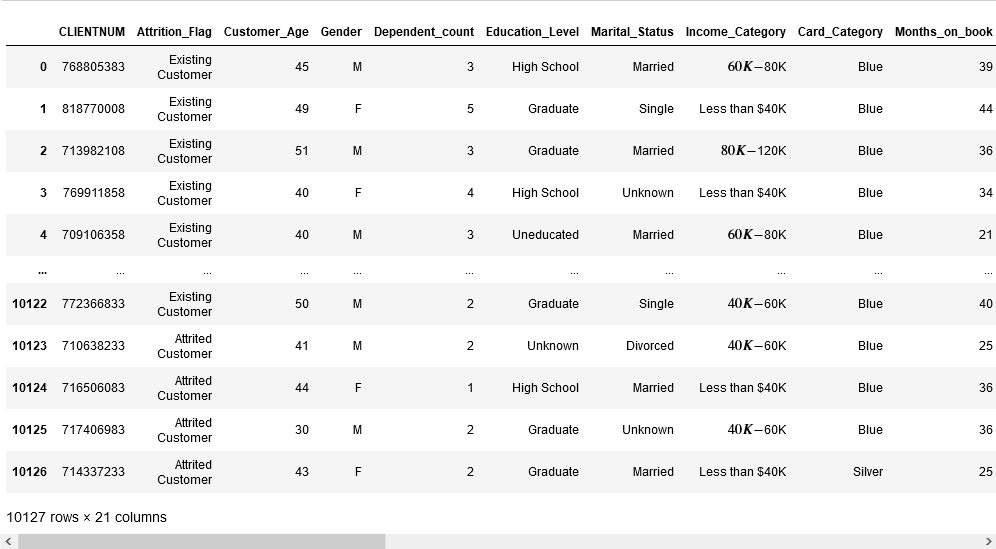 CLIENTNUM Attrition_Flag Customer_Age Gender Dependent_count Education_Level Marital_Status Income_Category Card_Category Months_on_book
0 768805383 Existing Customer 45 M 3 High School Married 60K−80K Blue 39
1 818770008 Existing Customer 49 F 5 Graduate Single Less than $40K Blue 44
2 713982108 Existing Customer 51 M 3 Graduate Married 80K−120K Blue 36
3 769911858 Existing Customer 40 F 4 High School Unknown Less than $40K Blue 34
4 709106358 Existing Customer 40 M 3 Uneducated Married 60K−80K Blue 21
... ... ... ... ... ... ... ... ... ... ...
10122 772366833 Existing Customer 50 M 2 Graduate Single 40K−60K Blue 40
10123 710638233 Attrited Customer 41 M 2 Unknown Divorced 40K−60K Blue 25
10124 716506083 Attrited Customer 44 F 1 High School Married Less than $40K Blue 36
10125 717406983 Attrited Customer 30 M 2 Graduate Unknown 40K−60K Blue 36
10126 714337233 Attrited Customer 43 F 2 Graduate Married Less than $40K Silver 25
10127 rows × 21 columns